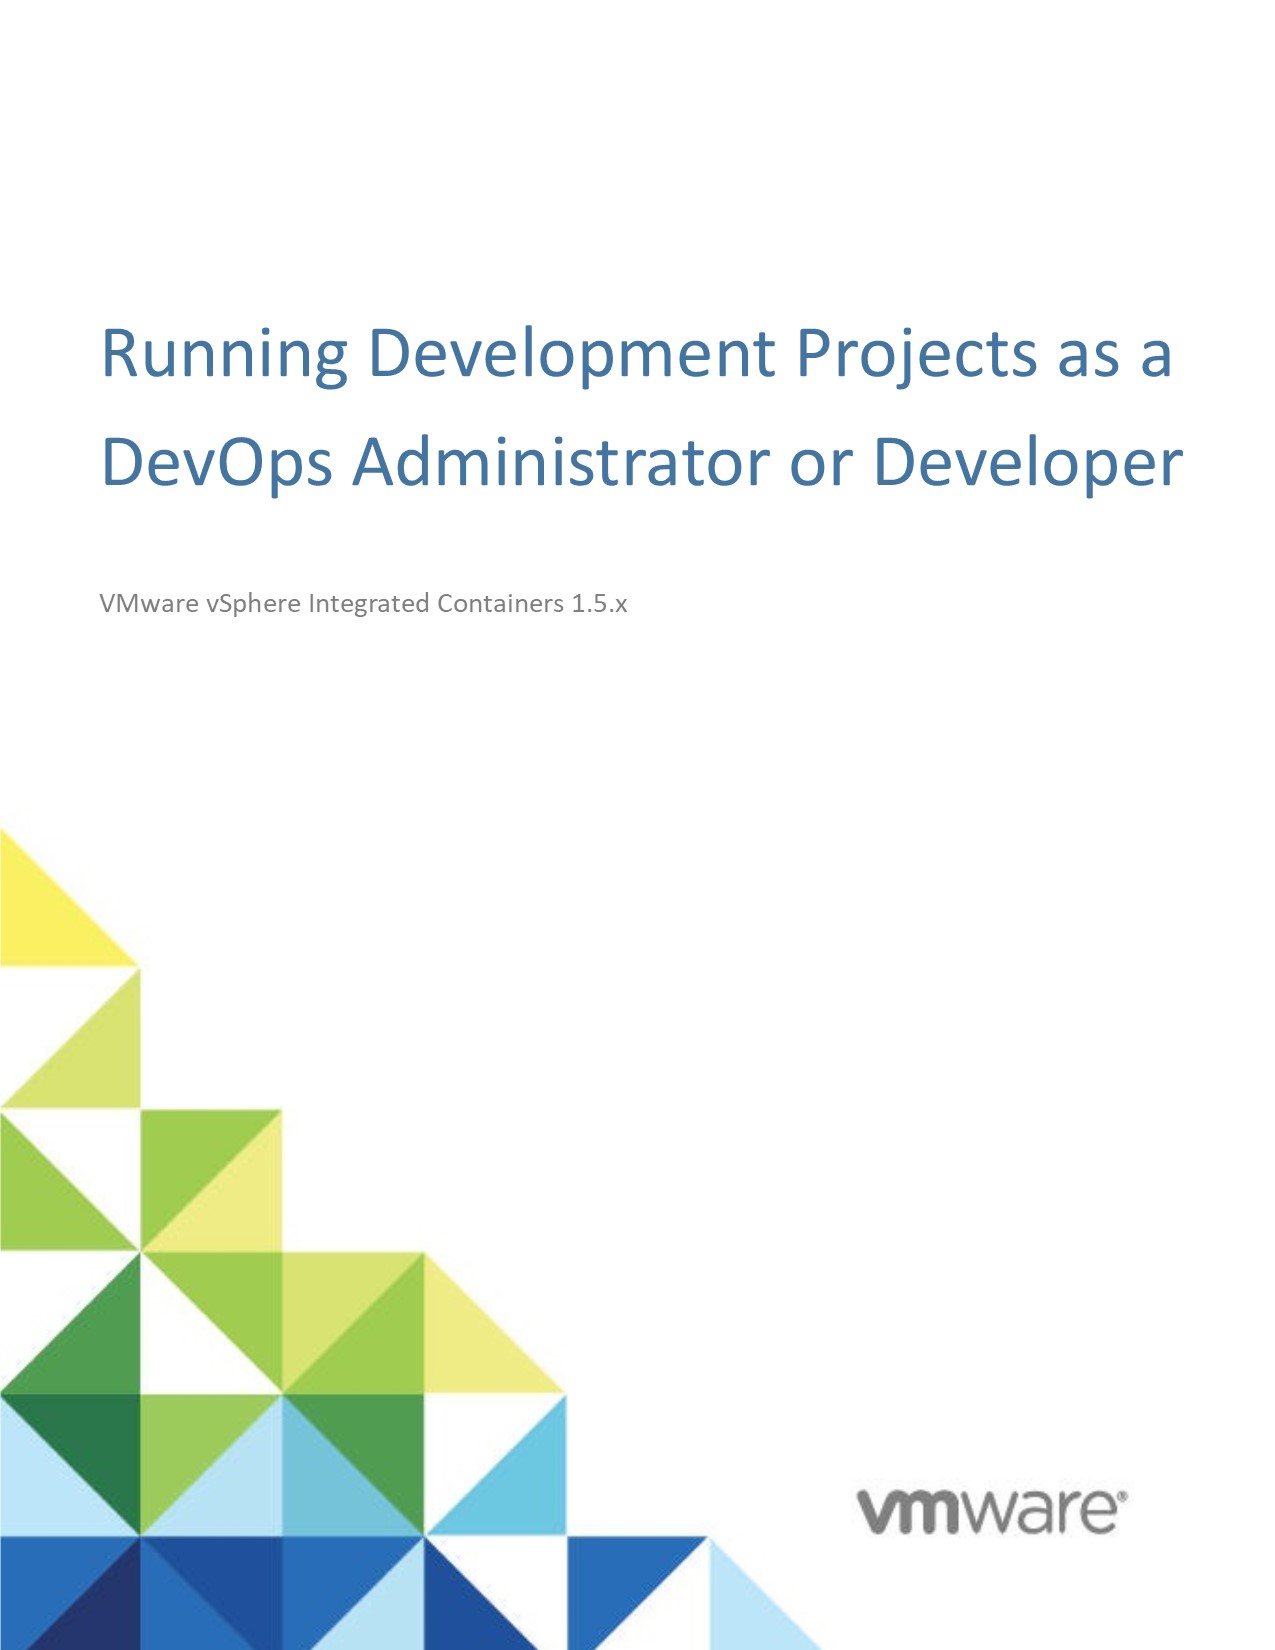 Running Development Projects as a
DevOps Administrator or Developer
VMware vSphere Integrated Containers 1.5.x
vmware®